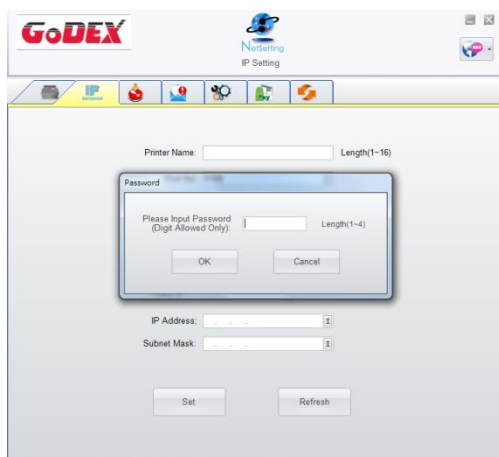 GoDEX
NetSetting
IP Setting
IP
Printer Name:
Length(1~16)
Password
Please Input Password
(Digit Allowed Only):
Length(1~4)
OK
Cancel
IP Address:
Subnet Mask:
Set
Refresh